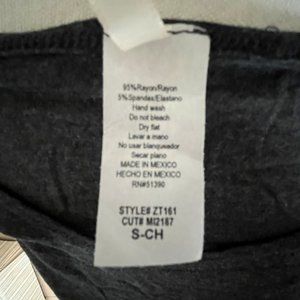 95%Rayon/Rayon
5%Spandex/Elastano
Hand wash
Do not bleach
Dry flat
Levar a mano
No usar blanqueador
Secar plano
MADE IN MEXICO
HECHO EN MEXICO
RN#51390
STYLE# ZT161
CUT# MI2187
S-CH